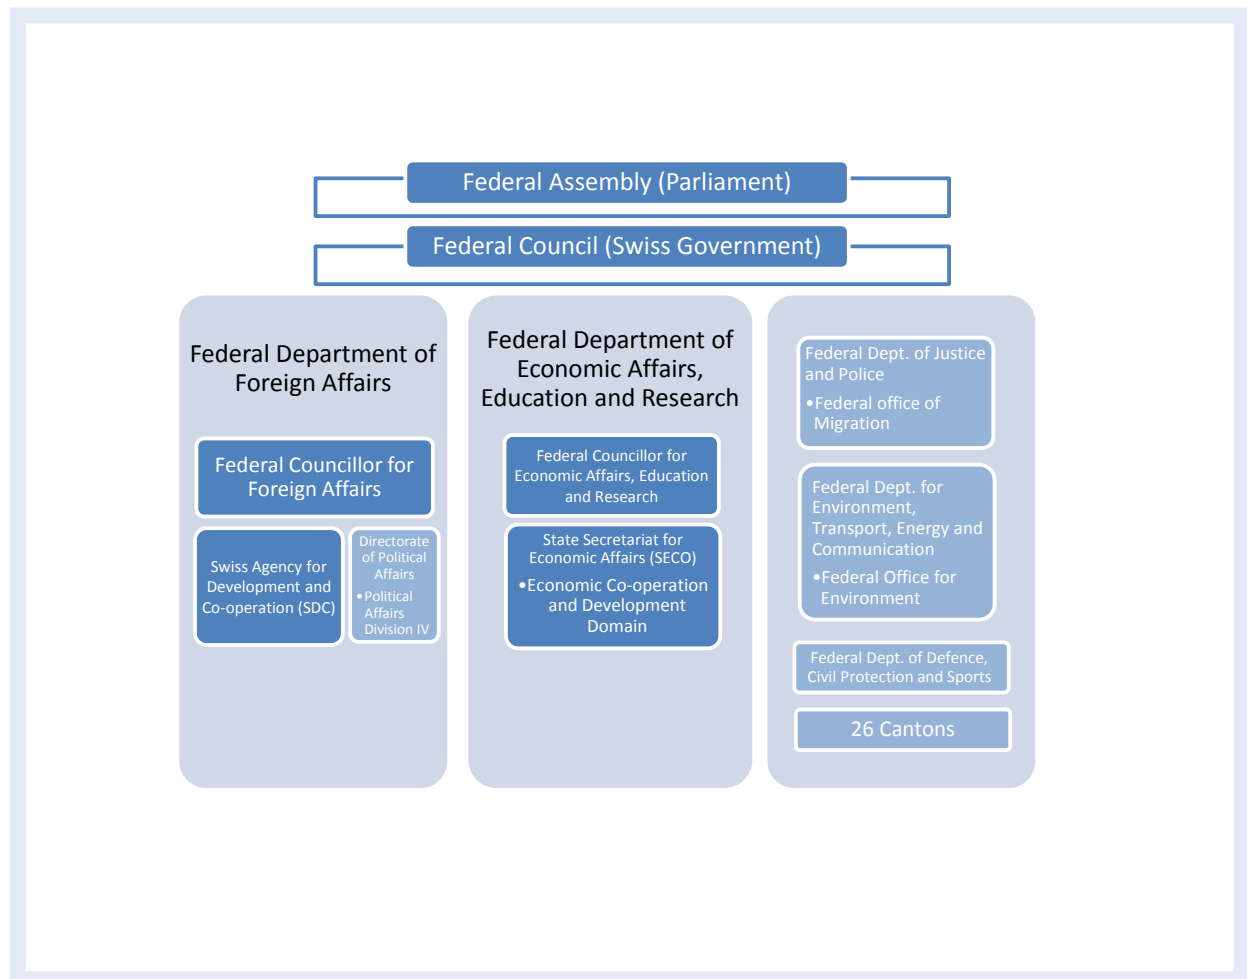 Federal Assembly (Parliament)
Federal Council (Swiss Government)
Federal Department of
Foreign Affairs
Federal Councillor for
Foreign Affairs
Swiss Agency for
Development and
Co-operation (SDC)
Directorate
of Political
Affairs
•Political
Affairs
Division IV
Federal Department of
Economic Affairs,
Education and Research
Federal Councillor for
Economic Affairs, Education
and Research
State Secretariat for
Economic Affairs (SECO)
•Economic Co-operation
and Development
Domain
Federal Dept. of Justice
and Police
•Federal office of
Migration
Federal Dept. for
Environment,
Transport, Energy and
Communication
•Federal Office for
Environment
Federal Dept. of Defence,
Civil Protection and Sports
26 Cantons